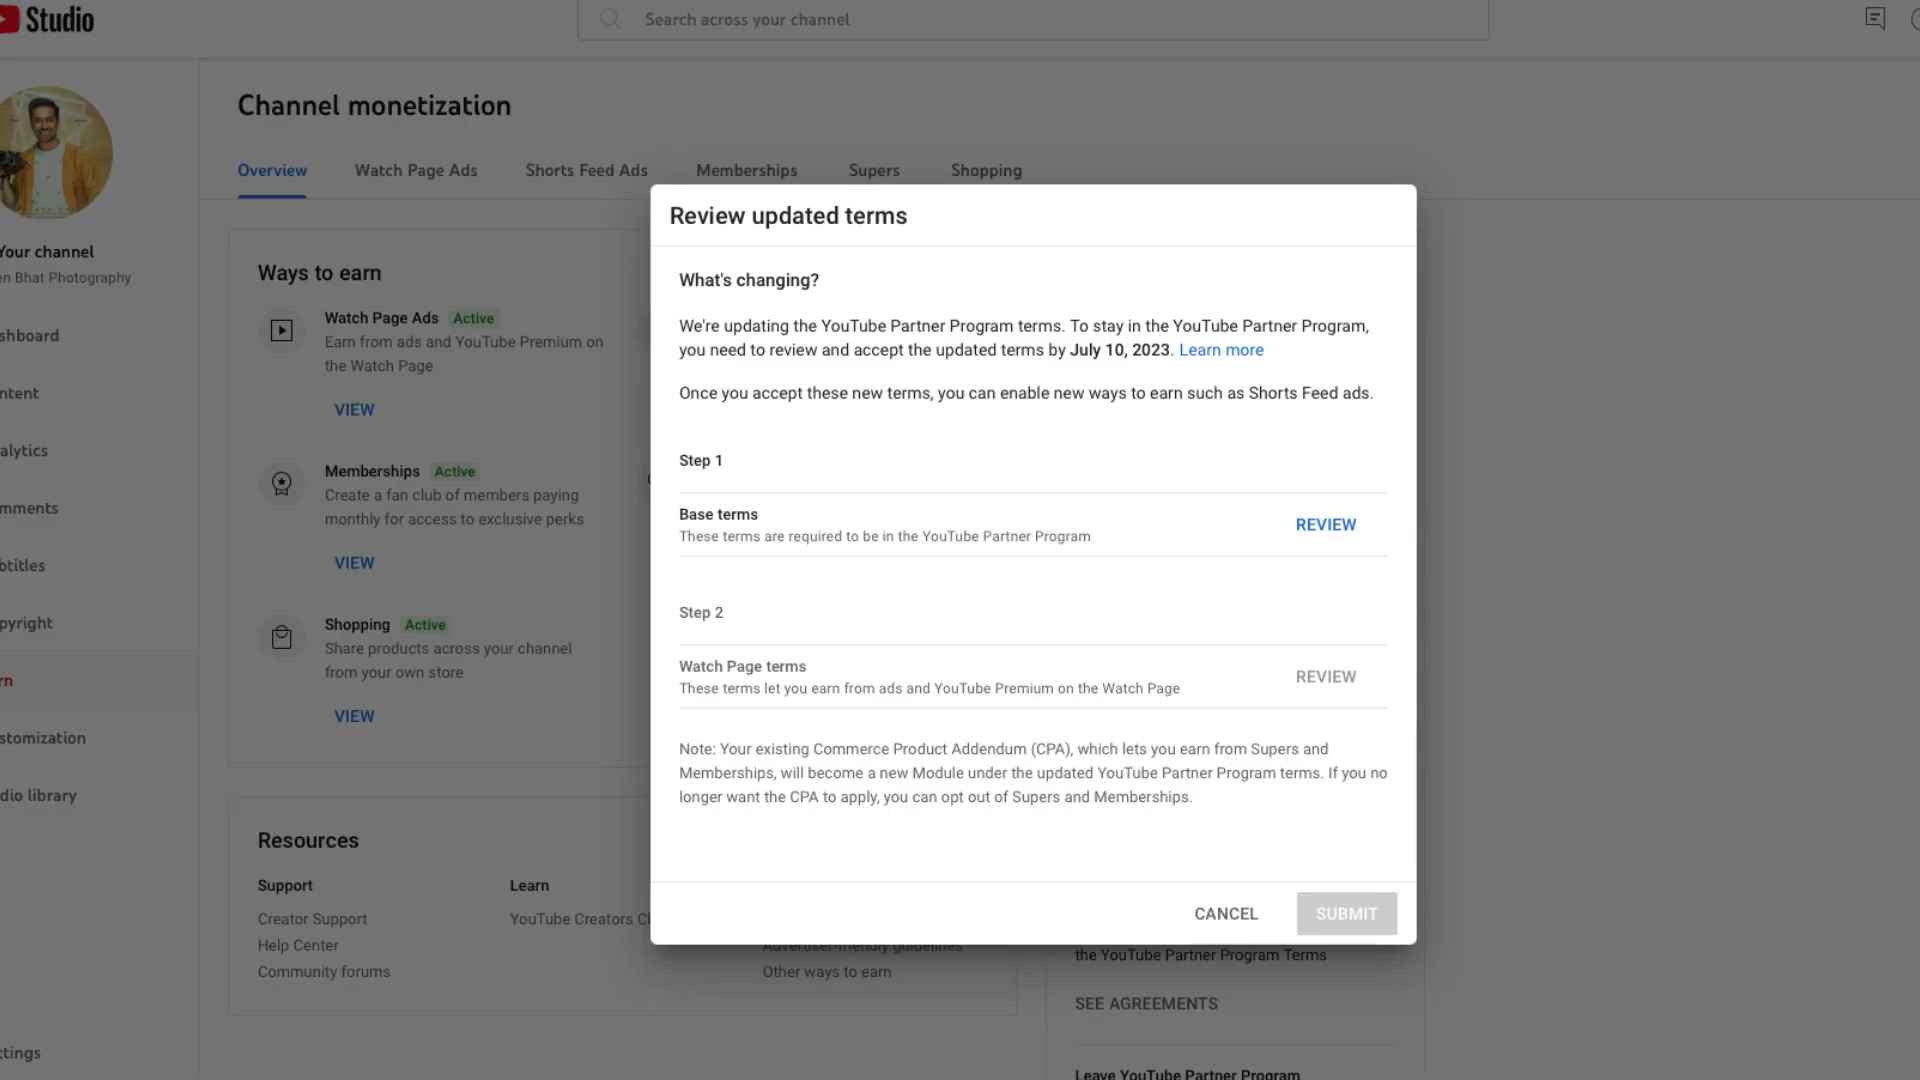 Studio
Search across your channel
Channel monetization
Overview
Watch Page Ads
Shorts Feed Ads
Memberships
Supers
Shopping
Your channel
en Bhat Photography
shboard
ntent
alytics
mments
btitles
pyright
rn
stomization
dio library
ttings
Ways to earn
Watch Page Ads Active
Earn from ads and YouTube Premium on
the Watch Page
VIEW
Memberships Active
Create a fan club of members paying
monthly for access to exclusive perks
VIEW
Shopping Active
Share products across your channel
from your own store
VIEW
Resources
Support
Creator Support
Help Center
Community forums
Learn
YouTube Creators
Advertiser-friendly guidelines
Other ways to earn
Review updated terms
What's changing?
We're updating the YouTube Partner Program terms. To stay in the YouTube Partner Program,
you need to review and accept the updated terms by July 10, 2023. Learn more
Once you accept these new terms, you can enable new ways to earn such as Shorts Feed ads.
Step 1
Base terms
These terms are required to be in the YouTube Partner Program
REVIEW
Step 2
Watch Page terms
These terms let you earn from ads and YouTube Premium on the Watch Page
REVIEW
Note: Your existing Commerce Product Addendum (CPA), which lets you earn from Supers and
Memberships, will become a new Module under the updated YouTube Partner Program terms. If you no
longer want the CPA to apply, you can opt out of Supers and Memberships.
CANCEL
SUBMIT
the YouTube Partner Program Terms
SEE AGREEMENTS
Leave YouTube Partner Program